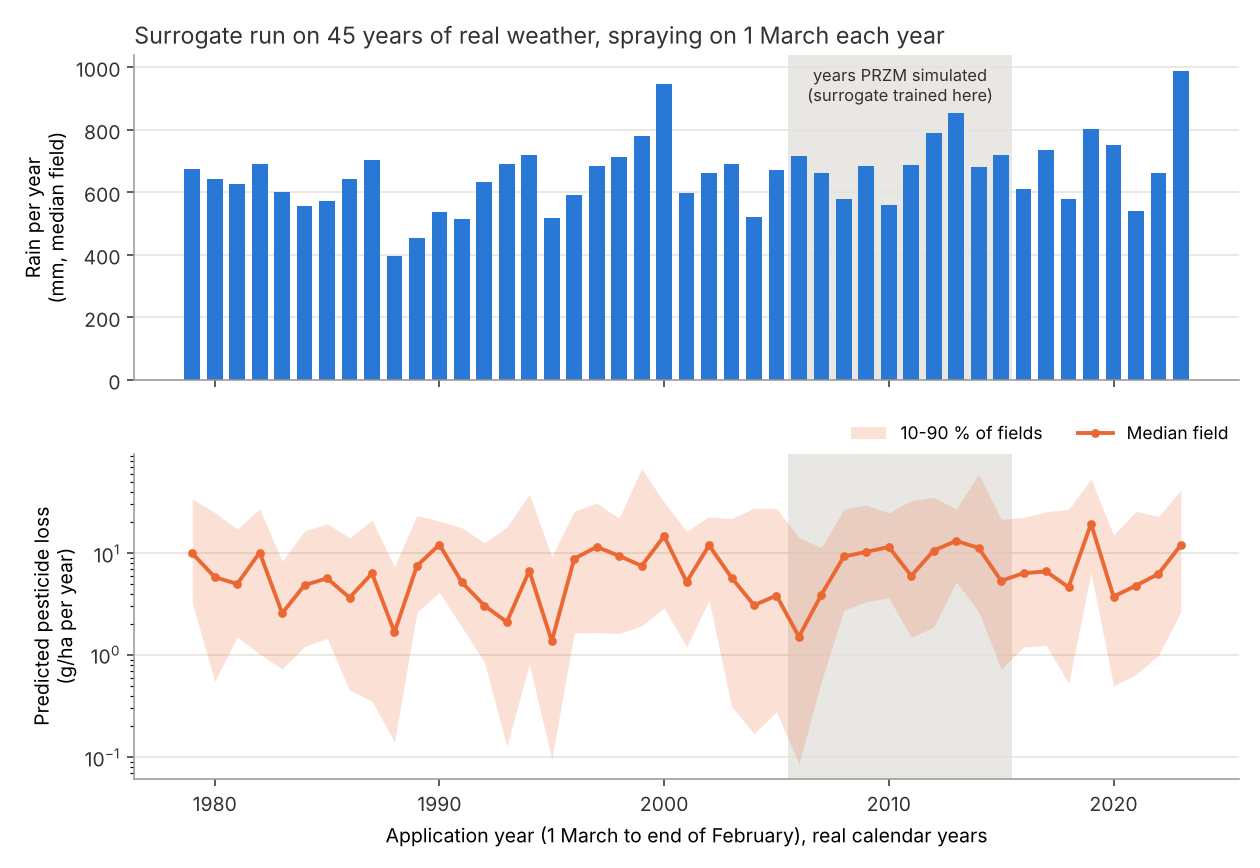 Surrogate run on 45 years of real weather, spraying on 1 March each year
Rain per year
(mm, median field)
1000
800
600
400
200
0
years PRZM simulated
(surrogate trained here)
10-90 % of fields
Median field
Predicted pesticide loss
(g/ha per year)
10¹
10⁰
10⁻¹
1980
1990
2000
2010
2020
Application year (1 March to end of February), real calendar years